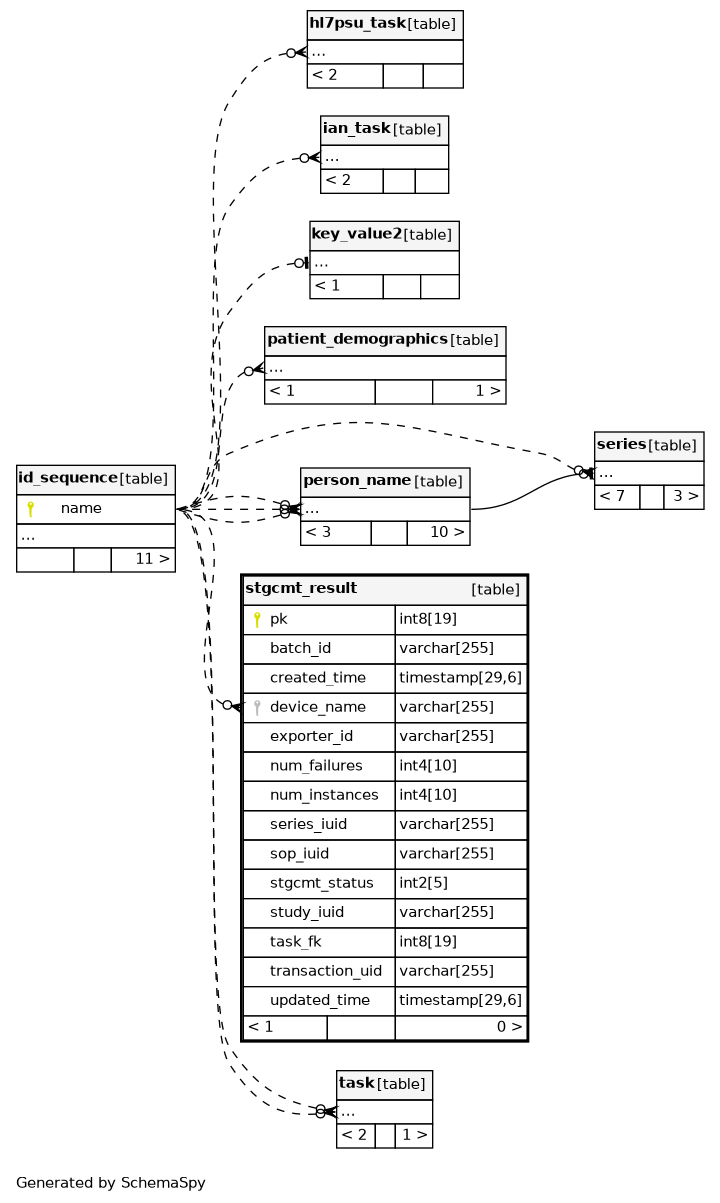 hl7psu_task [table]
...
< 2
ian_task [table]
...
< 2
key_value2 [table]
...
< 1
patient_demographics [table]
...
< 1 1 >
series [table]
...
< 7 3 >
id_sequence [table]
name
...
11 >
person_name [table]
...
< 3 10 >
stgcmt_result [table]
pk int8[19]
batch_id varchar[255]
created_time timestamp[29,6]
device_name varchar[255]
exporter_id varchar[255]
num_failures int4[10]
num_instances int4[10]
series_iuid varchar[255]
sop_iuid varchar[255]
stgcmt_status int2[5]
study_iuid varchar[255]
task_fk int8[19]
transaction_uid varchar[255]
updated_time timestamp[29,6]
< 1 0 >
task [table]
...
< 2 1 >
Generated by SchemaSpy